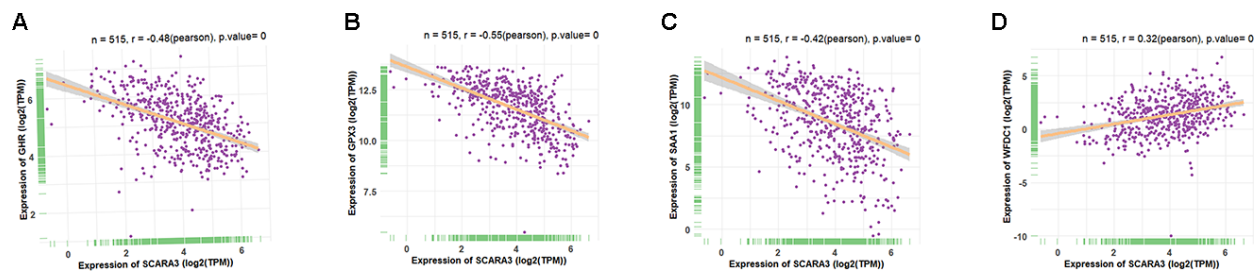 A
n = 515, r = -0.48(pearson), p.value= 0
Expression of GHR (log2(TPM))
6
4
2
0 2 4 6
Expression of SCARA3 (log2(TPM))
B
n = 515, r = -0.55(pearson), p.value= 0
Expression of GPX3 (log2(TPM))
12.5
10.0
7.5
0 2 4 6
Expression of SCARA3 (log2(TPM))
C
n = 515, r = -0.42(pearson), p.value= 0
Expression of SAA1 (log2(TPM))
10
5
0
0 2 4 6
Expression of SCARA3 (log2(TPM))
D
n = 515, r = 0.32(pearson), p.value= 0
Expression of WFDC1 (log2(TPM))
5
0
-5
-10
0 2 4 6
Expression of SCARA3 (log2(TPM))